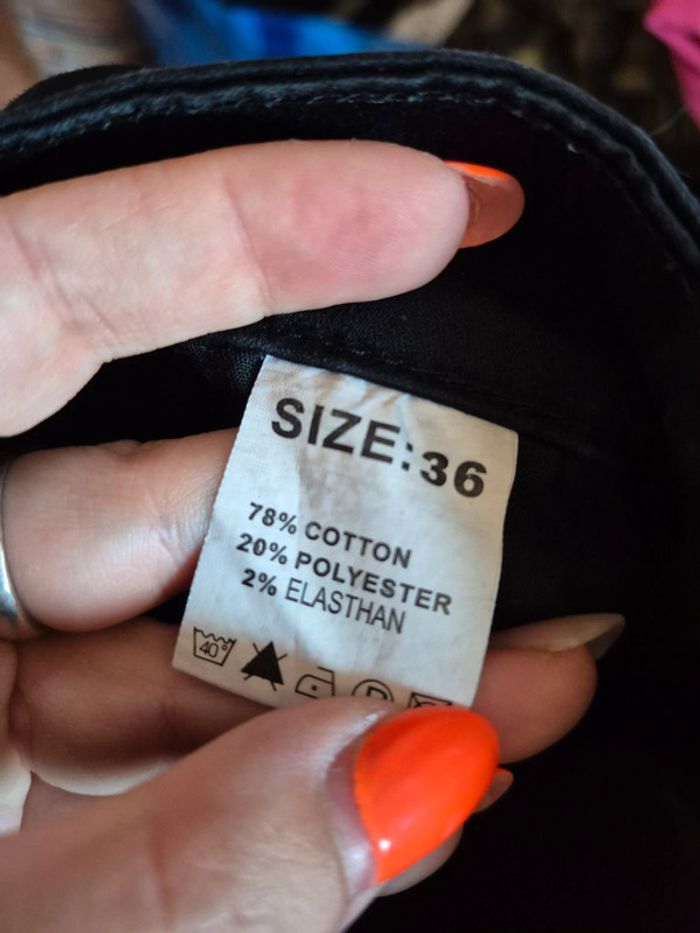 SIZE:36
78% COTTON
20% POLYESTER
2% ELASTHAN
40°
P